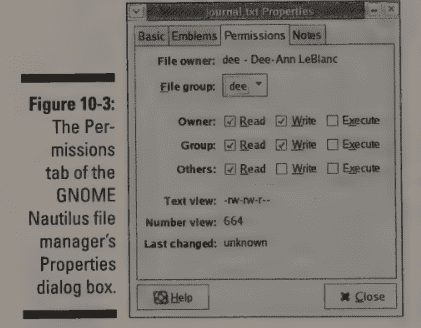 journal.txt Properties
Basic Emblems Permissions Notes
File owner: dee - Dee-Ann LeBlanc
File group: dee
Owner: Read Write Execute
Group: Read Write Execute
Others: Read Write Execute
Text view: -rw-rw-r--
Number view: 664
Last changed: unknown
Help Close
Figure 10-3:
The Per-
missions
tab of the
GNOME
Nautilus file
manager's
Properties
dialog box.